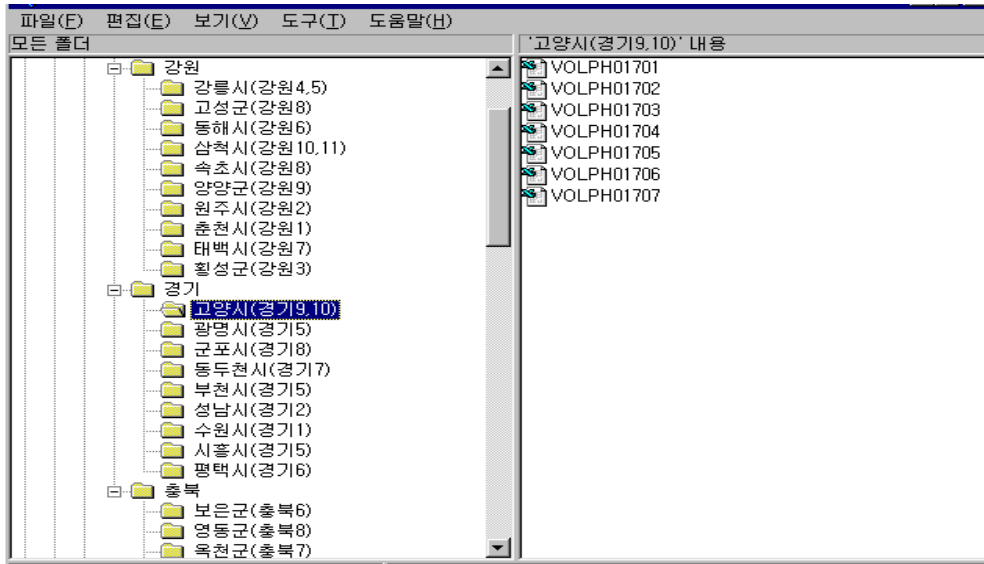 파일(F) 편집(E) 보기(V) 도구(T) 도움말(H)
모든 폴더
강원
강릉시(강원4,5)
고성군(강원8)
동해시(강원6)
삼척시(강원10,11)
속초시(강원8)
양양군(강원9)
원주시(강원2)
춘천시(강원1)
태백시(강원7)
횡성군(강원3)
경기
고양시(경기9,10)
광명시(경기5)
군포시(경기8)
동두천시(경기7)
부천시(경기5)
성남시(경기2)
수원시(경기1)
시흥시(경기5)
평택시(경기6)
충북
보은군(충북6)
영동군(충북8)
옥천군(충북7)
'고양시(경기9,10)' 내용
VOLPH01701
VOLPH01702
VOLPH01703
VOLPH01704
VOLPH01705
VOLPH01706
VOLPH01707